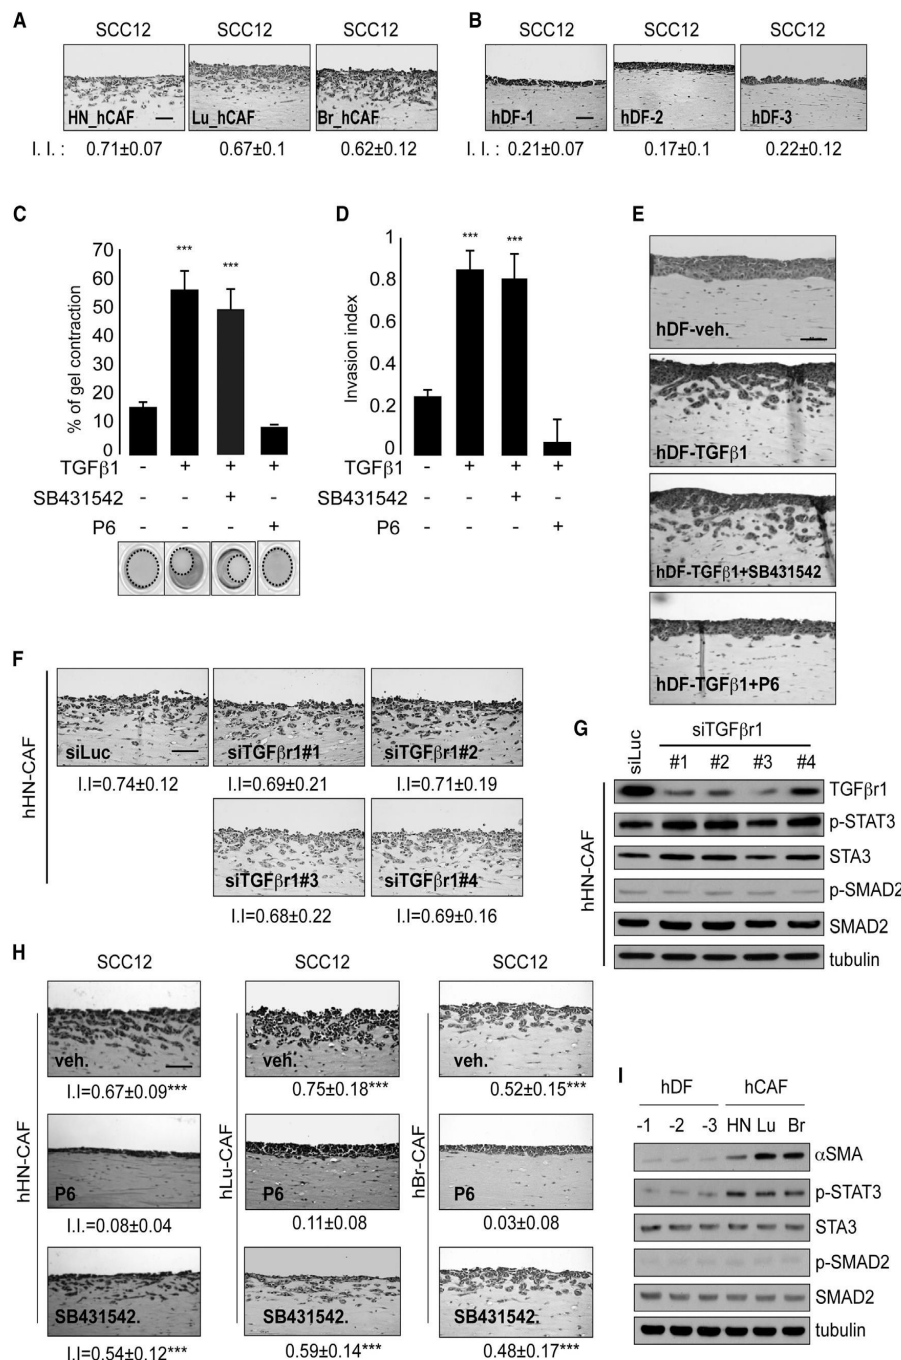 A
SCC12 SCC12 SCC12
HN_hCAF Lu_hCAF Br_hCAF
I. I. : 0.71±0.07 0.67±0.1 0.62±0.12
B
SCC12 SCC12 SCC12
hDF-1 hDF-2 hDF-3
I. I. : 0.21±0.07 0.17±0.1 0.22±0.12
C
% of gel contraction
70
60
50
40
30
20
10
0
*** ***
TGFβ1 - + + +
SB431542 - - + -
P6 - - - +
D
Invasion index
1
0.8
0.6
0.4
0.2
0
*** ***
TGFβ1 - + + +
SB431542 - - + -
P6 - - - +
E
hDF-veh.
hDF-TGFβ1
hDF-TGFβ1+SB431542
hDF-TGFβ1+P6
F
hHN-CAF
siLuc siTGFβr1#1 siTGFβr1#2
I.I=0.74±0.12 I.I=0.69±0.21 I.I=0.71±0.19
siTGFβr1#3 siTGFβr1#4
I.I=0.68±0.22 I.I=0.69±0.16
G
siLuc siTGFβr1
#1 #2 #3 #4
hHN-CAF
TGFβr1
p-STAT3
STA3
p-SMAD2
SMAD2
tubulin
H
SCC12 SCC12 SCC12
hHN-CAF hLu-CAF hBr-CAF
veh. veh. veh.
I.I=0.67±0.09*** 0.75±0.18*** 0.52±0.15***
P6 P6 P6
I.I.=0.08±0.04 0.11±0.08 0.03±0.08
SB431542. SB431542. SB431542.
I.I=0.54±0.12*** 0.59±0.14*** 0.48±0.17***
I
hDF hCAF
-1 -2 -3 HN Lu Br
αSMA
p-STAT3
STA3
p-SMAD2
SMAD2
tubulin